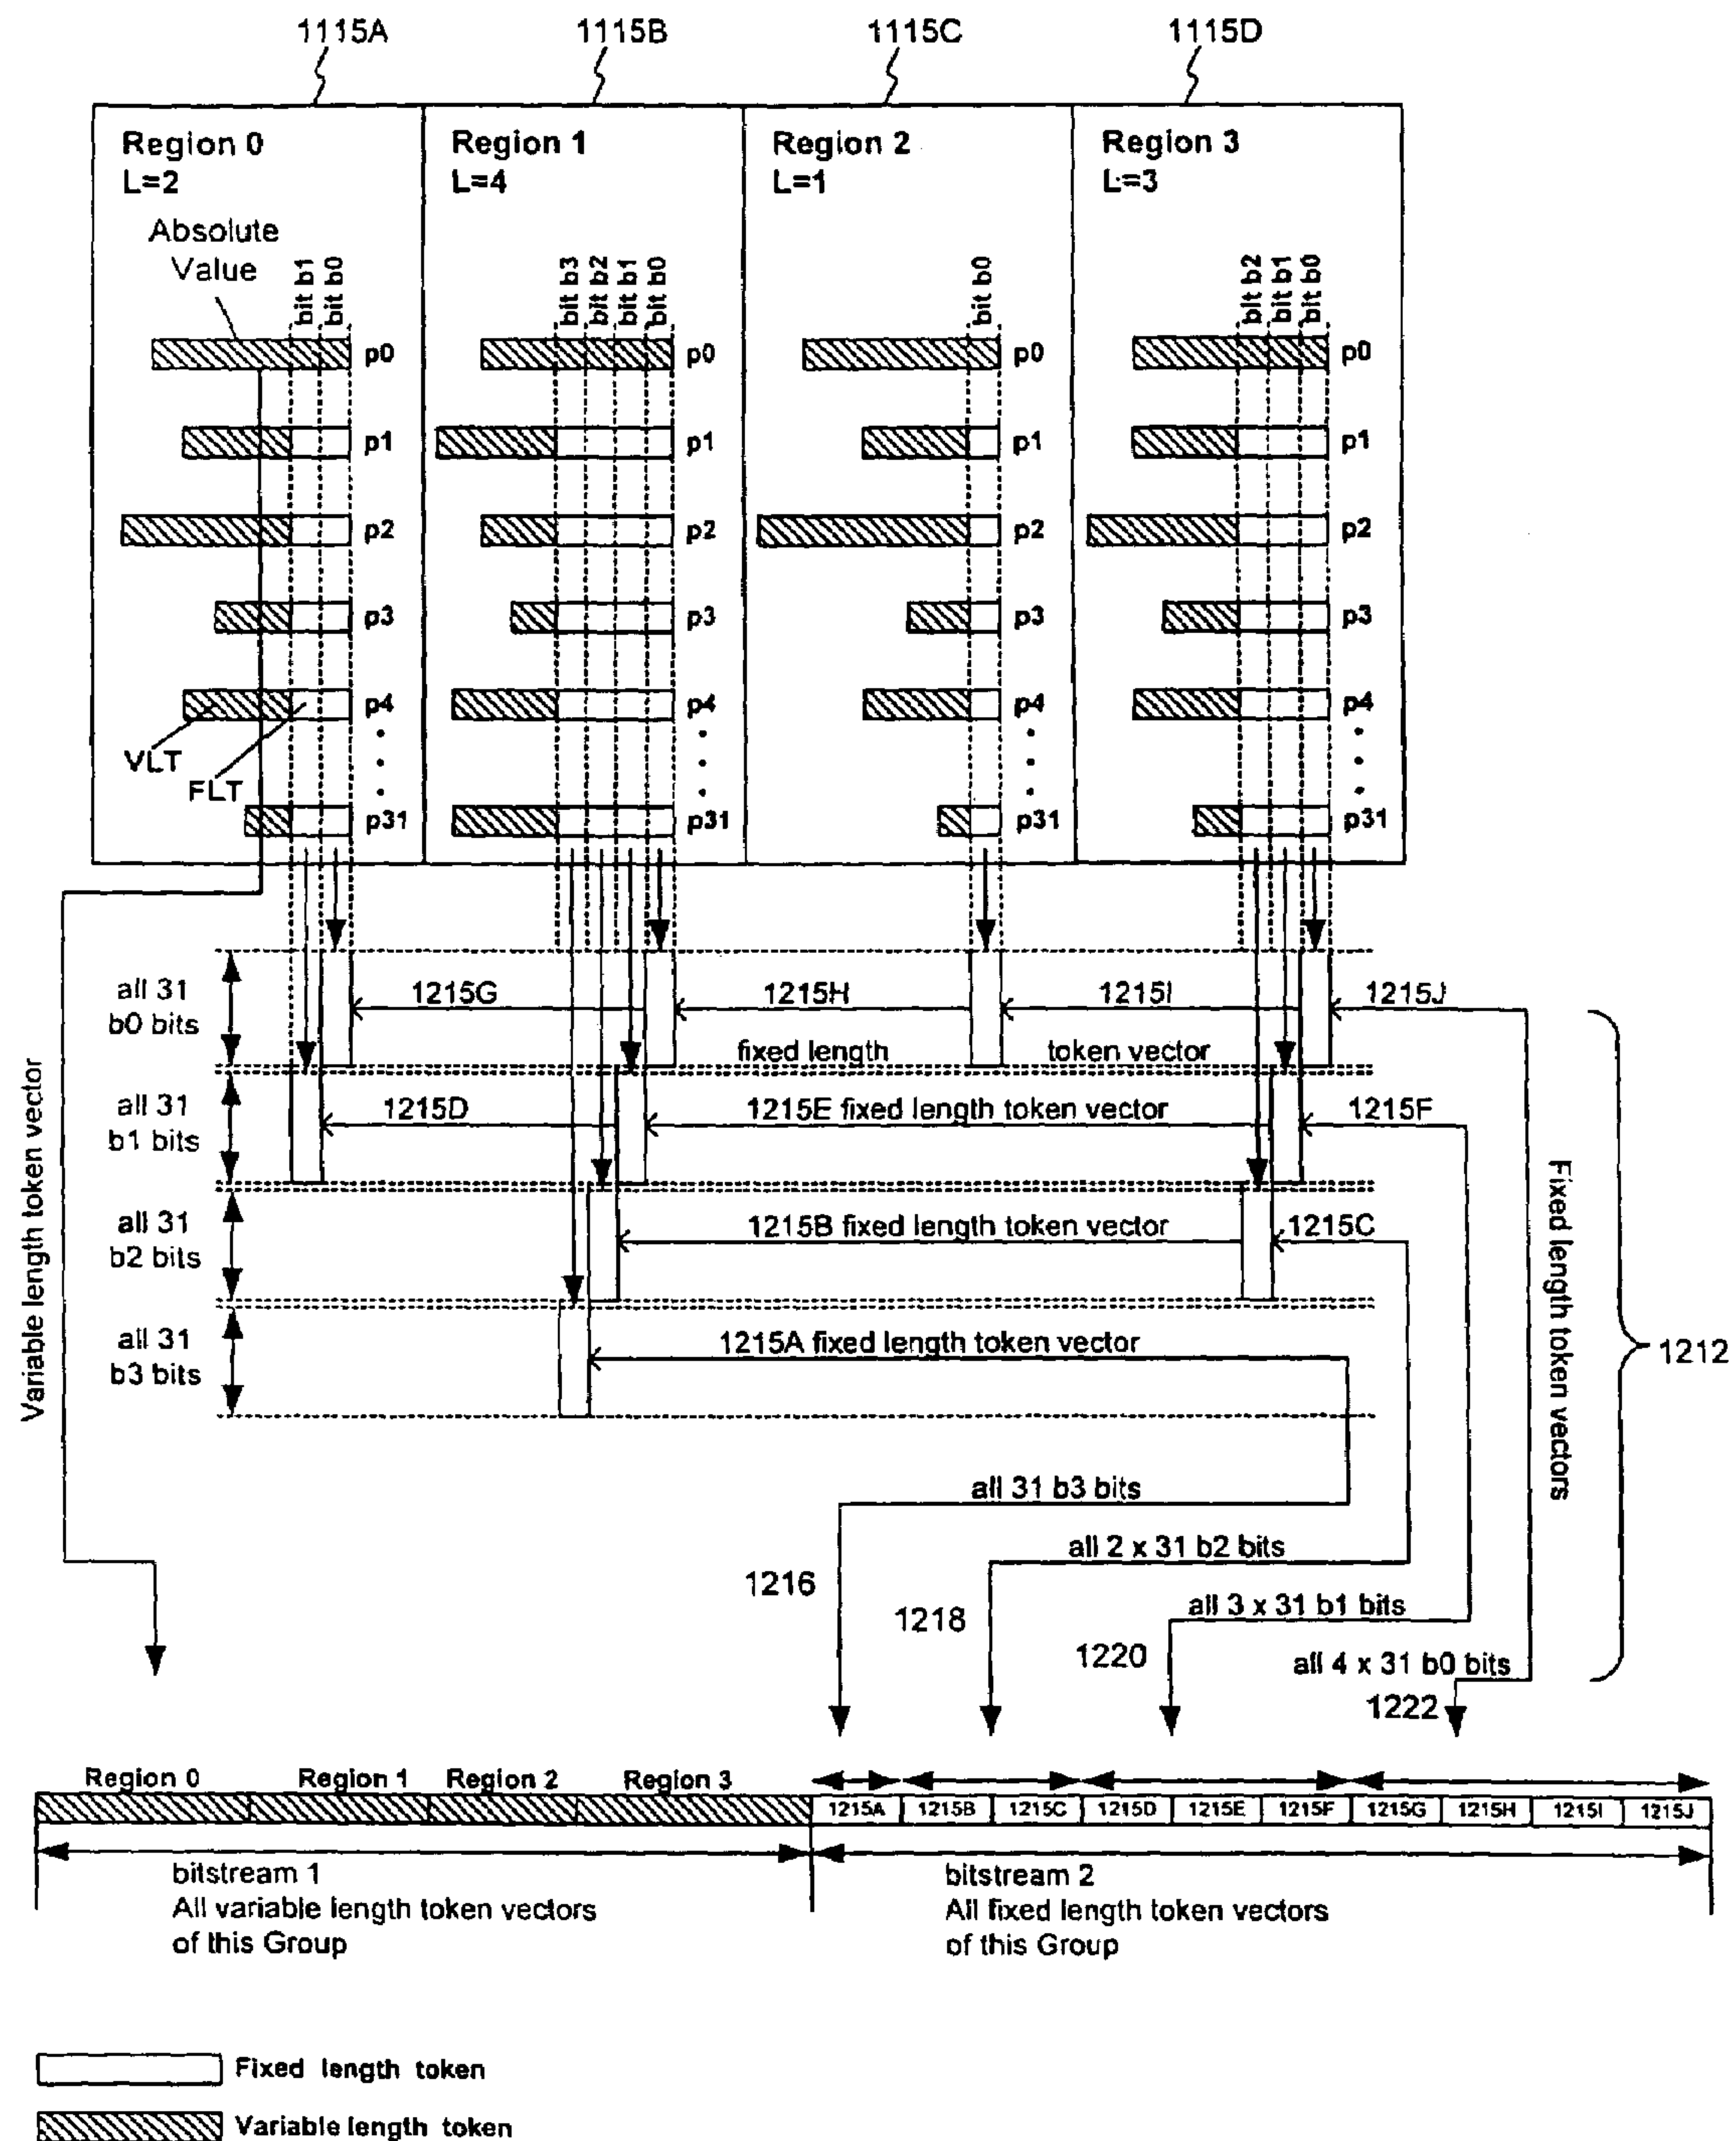 1115A 1115B 1115C 1115D
Region 0 Region 1 Region 2 Region 3
L=2 L=4 L=1 L=3
Absolute
Value
bit b1 bit b0 bit b3 bit b2 bit b1 bit b0 bit b0 bit b2 bit b1 bit b0
p0 p0 p0 p0
p1 p1 p1 p1
p2 p2 p2 p2
p3 p3 p3 p3
p4 p4 p4 p4
VLT
FLT
p31 p31 p31 p31
Variable length token vector
all 31
b0 bits
1215G 1215H 1215I 1215J
fixed length token vector
all 31
b1 bits
1215D 1215E fixed length token vector 1215F
all 31
b2 bits
1215B fixed length token vector 1215C
all 31
b3 bits
1215A fixed length token vector
Fixed length token vectors
1212
all 31 b3 bits
1216
all 2 x 31 b2 bits
1218
all 3 x 31 b1 bits
1220
all 4 x 31 b0 bits
1222
Region 0 Region 1 Region 2 Region 3
1215A 1215B 1215C 1215D 1215E 1215F 1215G 1215H 1215I 1215J
bitstream 1
All variable length token vectors
of this Group
bitstream 2
All fixed length token vectors
of this Group
Fixed length token
Variable length token